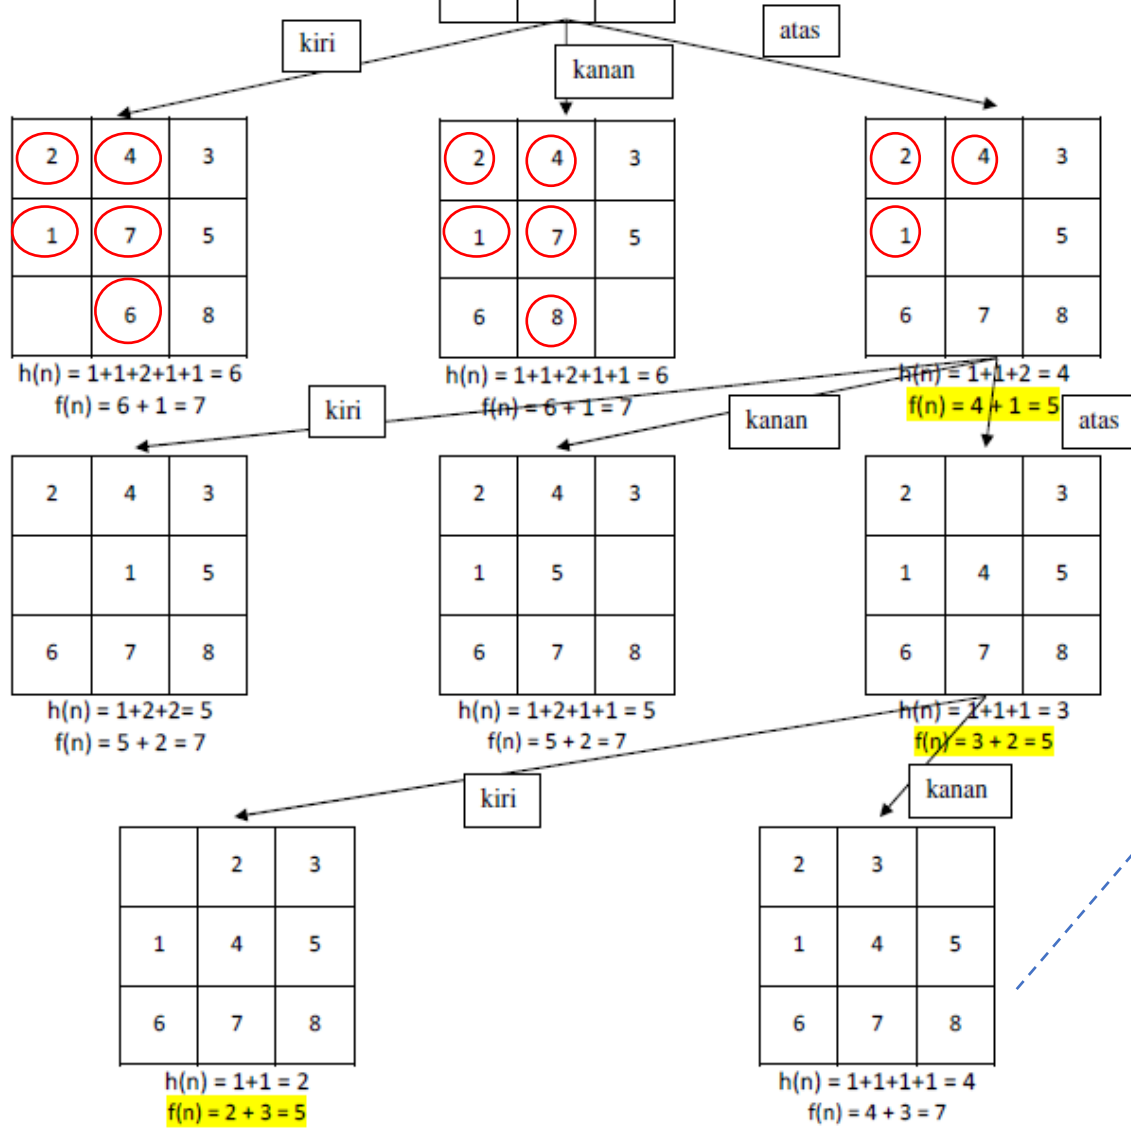 kiri
atas
kanan
2 4 3
1 7 5
6 8
h(n) = 1+1+2+1+1 = 6
f(n) = 6 + 1 = 7
2 4 3
1 7 5
6 8
h(n) = 1+1+2+1+1 = 6
f(n) = 6 + 1 = 7
2 4 3
1 5
6 7 8
h(n) = 1+1+2 = 4
f(n) = 4 + 1 = 5
kiri
kanan
atas
2 4 3
1 5
6 7 8
h(n) = 1+2+2= 5
f(n) = 5 + 2 = 7
2 4 3
1 5
6 7 8
h(n) = 1+2+1+1 = 5
f(n) = 5 + 2 = 7
2 3
1 4 5
6 7 8
h(n) = 1+1+1 = 3
f(n) = 3 + 2 = 5
kiri
kanan
2 3
1 4 5
6 7 8
h(n) = 1+1 = 2
f(n) = 2 + 3 = 5
2 3
1 4 5
6 7 8
h(n) = 1+1+1+1 = 4
f(n) = 4 + 3 = 7